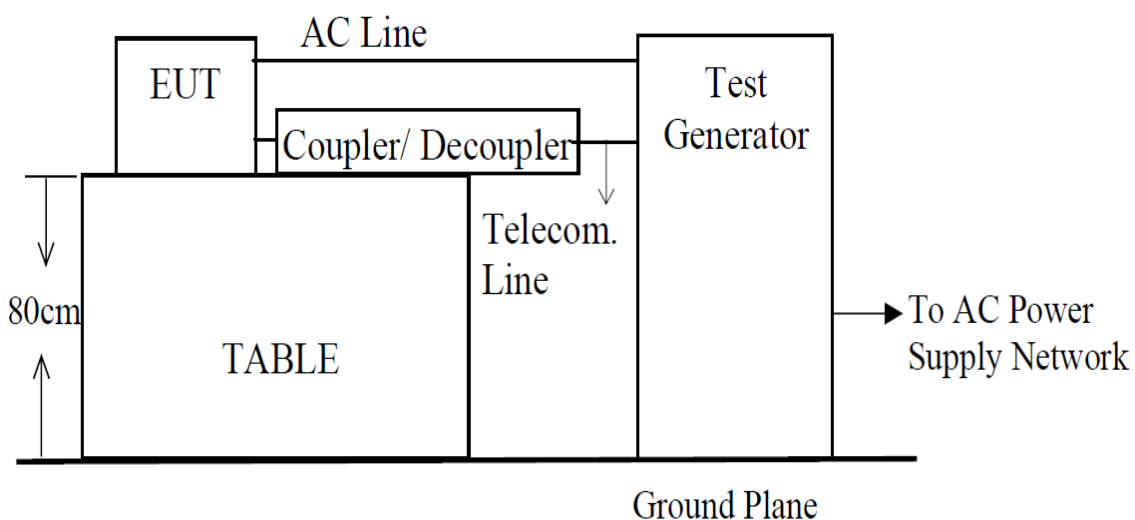 AC Line
EUT
Test
Generator
Coupler/ Decoupler
Telecom.
Line
80cm
To AC Power
Supply Network
TABLE
Ground Plane